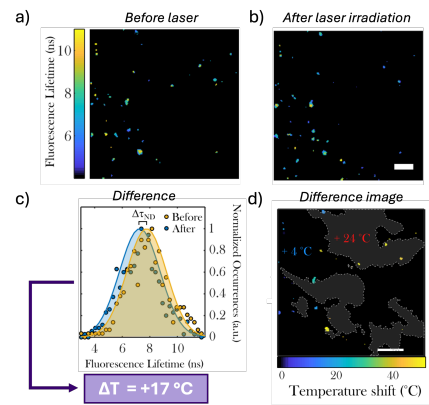 a)
Before laser
b)
After laser irradiation
Fluorescence Lifetime (ns)
10
8
6
c)
Difference
ΔτND
Before
After
1
0.8
0.6
0.4
0.2
0
Normalized Occurrences (a.u.)
4
6
8
10
Fluorescence Lifetime (ns)
ΔT = +17 ºC
d)
Difference image
+ 24 °C
+ 4 °C
0
20
40
Temperature shift (°C)